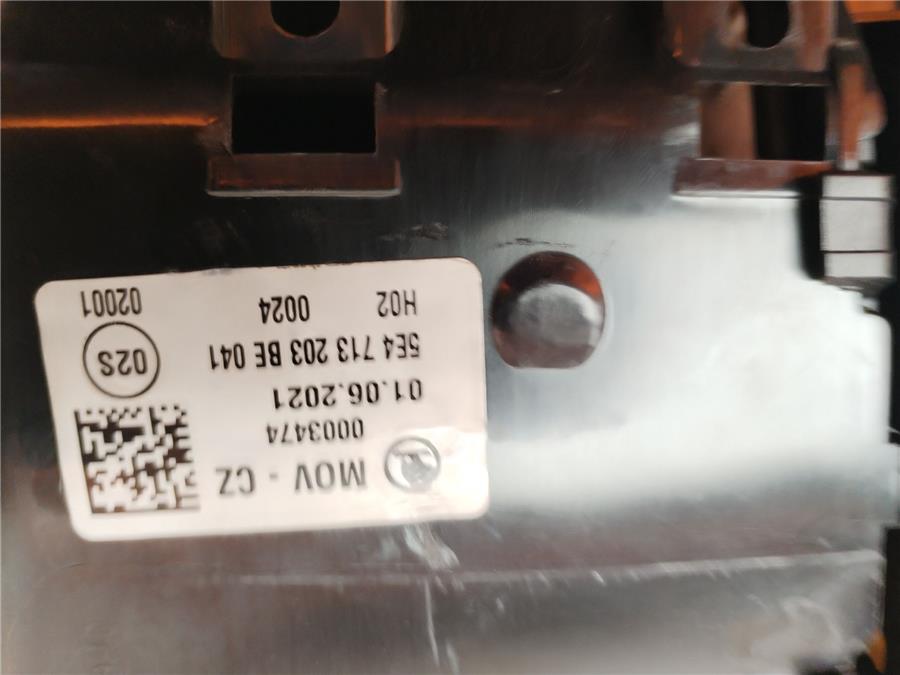 MOV - CZ
0003474
01.06.2021
5E4 713 203 BE 041
H02 0024 02001
02S